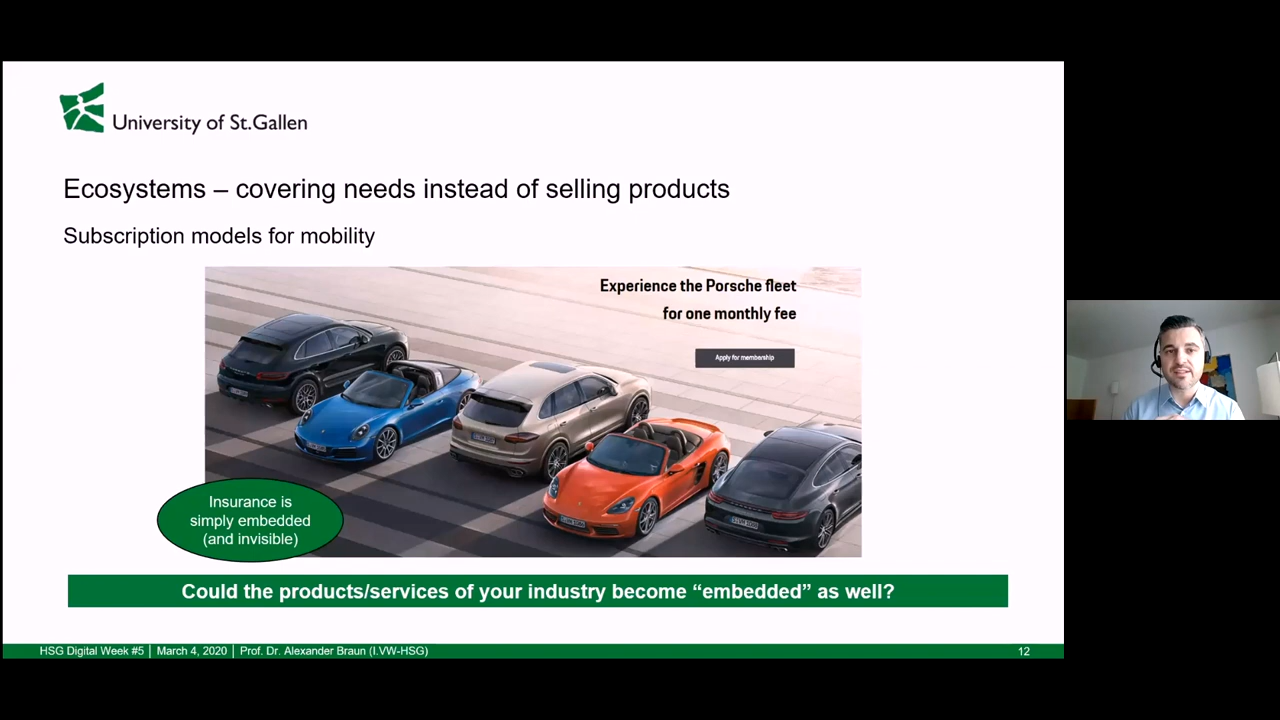 University of St.Gallen
Ecosystems – covering needs instead of selling products
Subscription models for mobility
Experience the Porsche fleet
for one monthly fee
Apply for membership
Insurance is
simply embedded
(and invisible)
Could the products/services of your industry become “embedded” as well?
HSG Digital Week #5 | March 4, 2020 | Prof. Dr. Alexander Braun (I.VW-HSG)
12